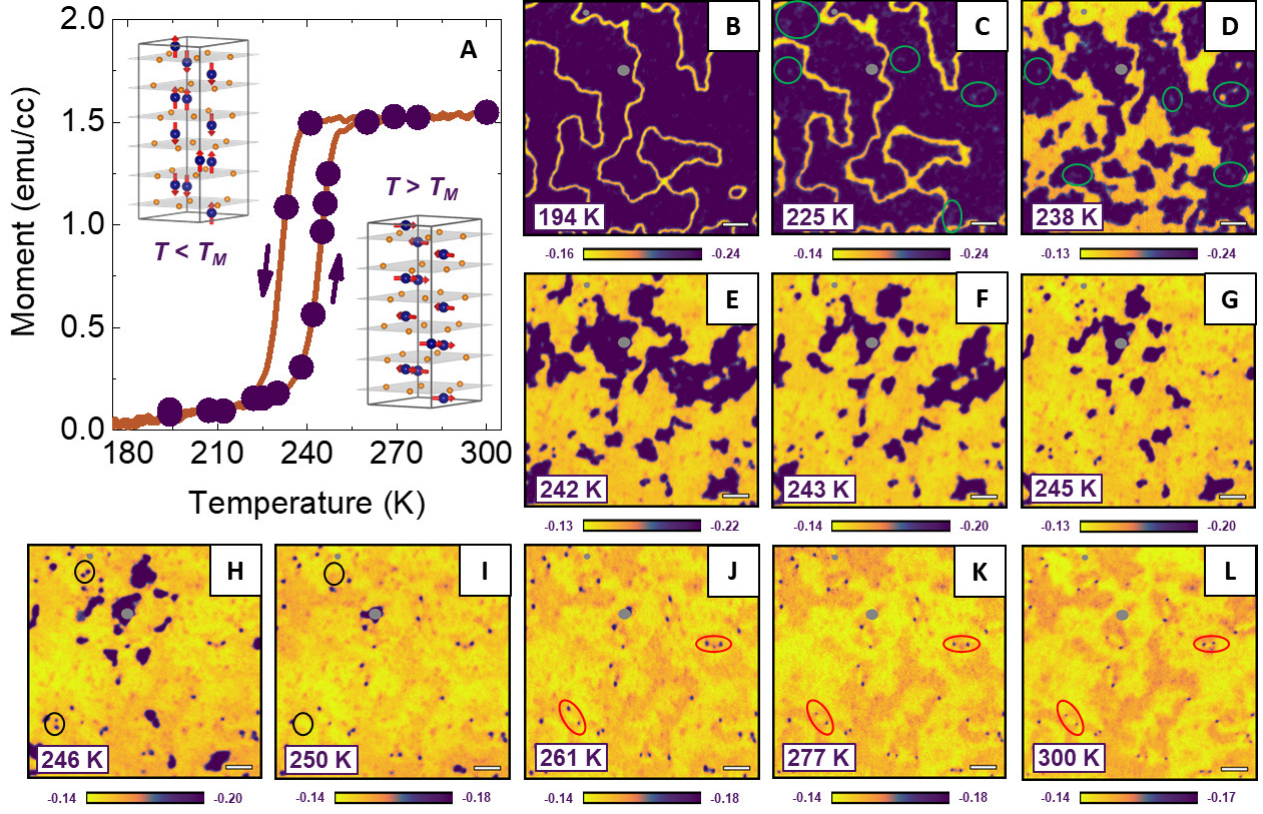 A
2.0
1.5
1.0
0.5
0.0
Moment (emu/cc)
180 210 240 270 300
Temperature (K)
T < TM
T > TM
B
194 K
-0.16 -0.24
C
225 K
-0.14 -0.24
D
238 K
-0.13 -0.24
E
242 K
-0.13 -0.22
F
243 K
-0.14 -0.20
G
245 K
-0.13 -0.20
H
246 K
-0.14 -0.20
I
250 K
-0.14 -0.18
J
261 K
-0.14 -0.18
K
277 K
-0.14 -0.18
L
300 K
-0.14 -0.17